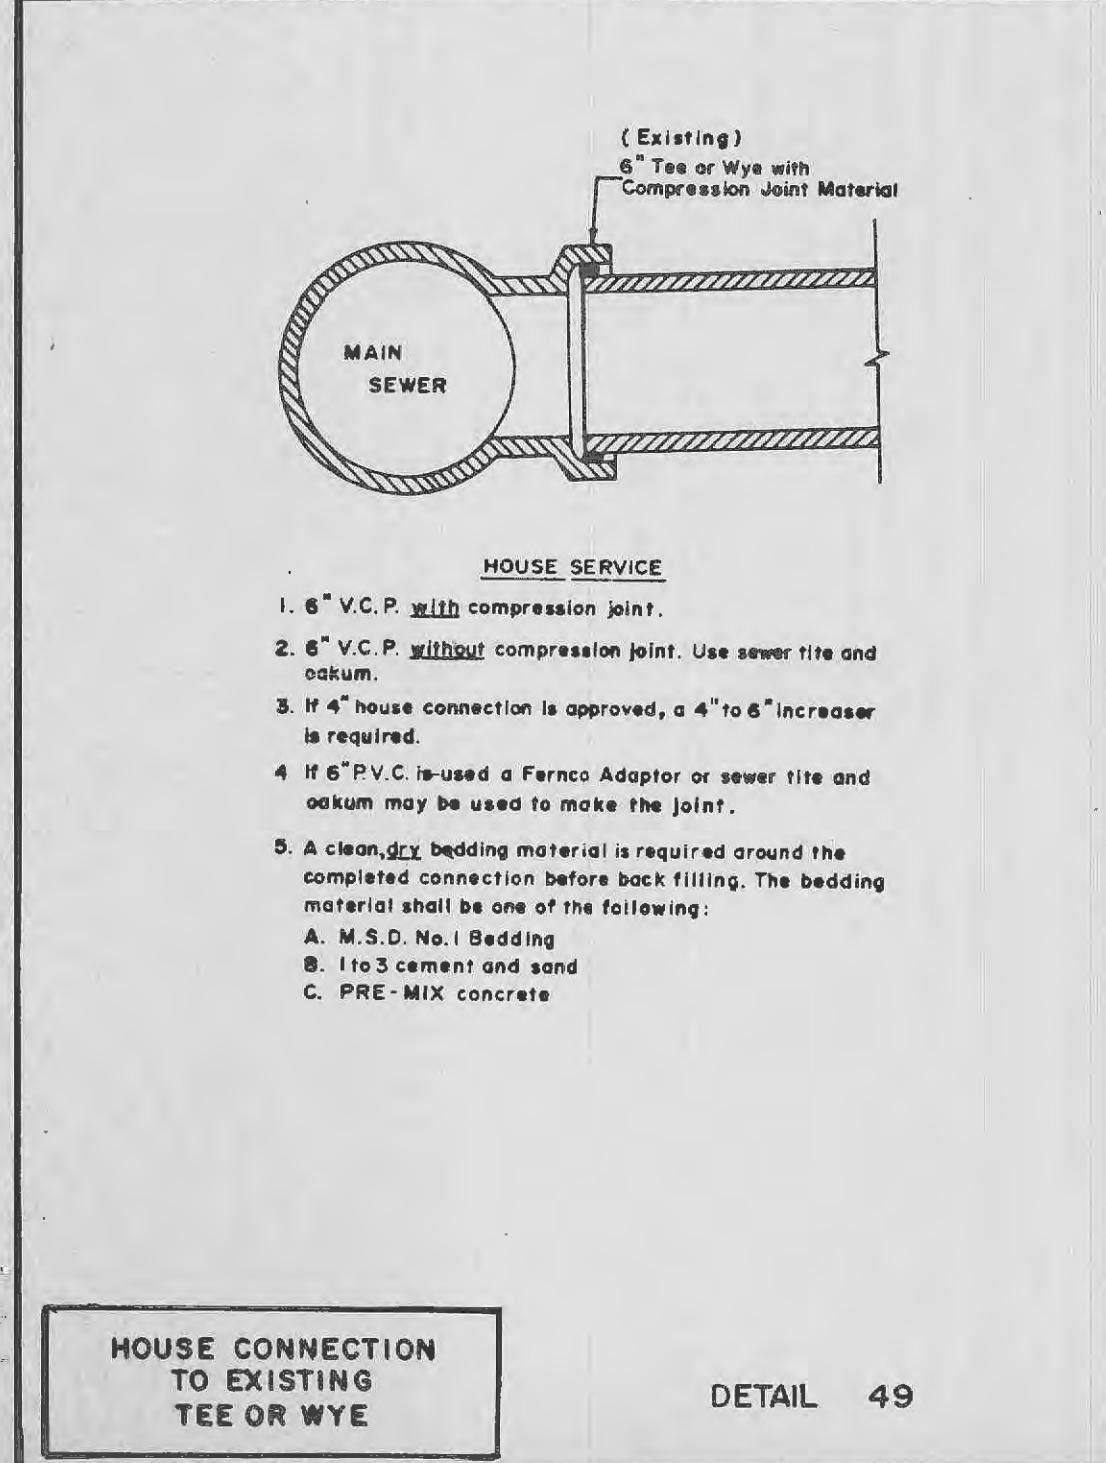 ( Existing )
6" Tee or Wye with
Compression Joint Material
MAIN
SEWER
HOUSE SERVICE
1. 6" V.C.P. with compression joint.
2. 6" V.C.P. without compression joint. Use sewer tite and
oakum.
3. If 4" house connection is approved, a 4" to 6" increaser
is required.
4 If 6" P.V.C. is used a Fernco Adaptor or sewer tite and
oakum may be used to make the joint.
5. A clean, dry bedding material is required around the
completed connection before back filling. The bedding
material shall be one of the following:
A. M.S.D. No. 1 Bedding
B. 1 to 3 cement and sand
C. PRE-MIX concrete
HOUSE CONNECTION
TO EXISTING
TEE OR WYE
DETAIL 49